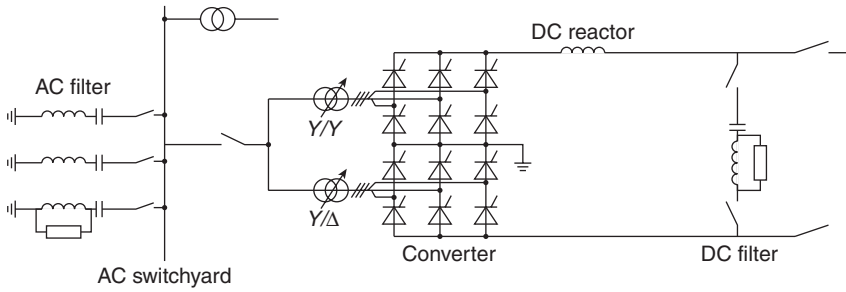 DC reactor
AC filter
Y/Y
Y/Δ
Converter
DC filter
AC switchyard